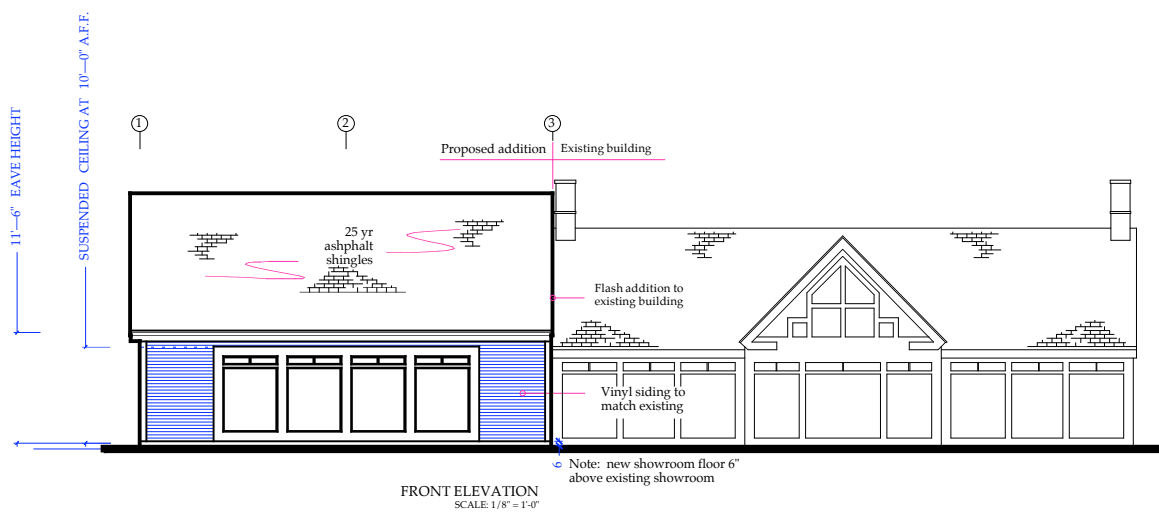 11'—6" EAVE HEIGHT
SUSPENDED CEILING AT 10'—0" A.F.F.
1
2
3
Proposed addition
Existing building
25 yr
ashphalt
shingles
Flash addition to
existing building
Vinyl siding to
match existing
6
Note: new showroom floor 6"
above existing showroom
FRONT ELEVATION
SCALE: 1/8" = 1'-0"